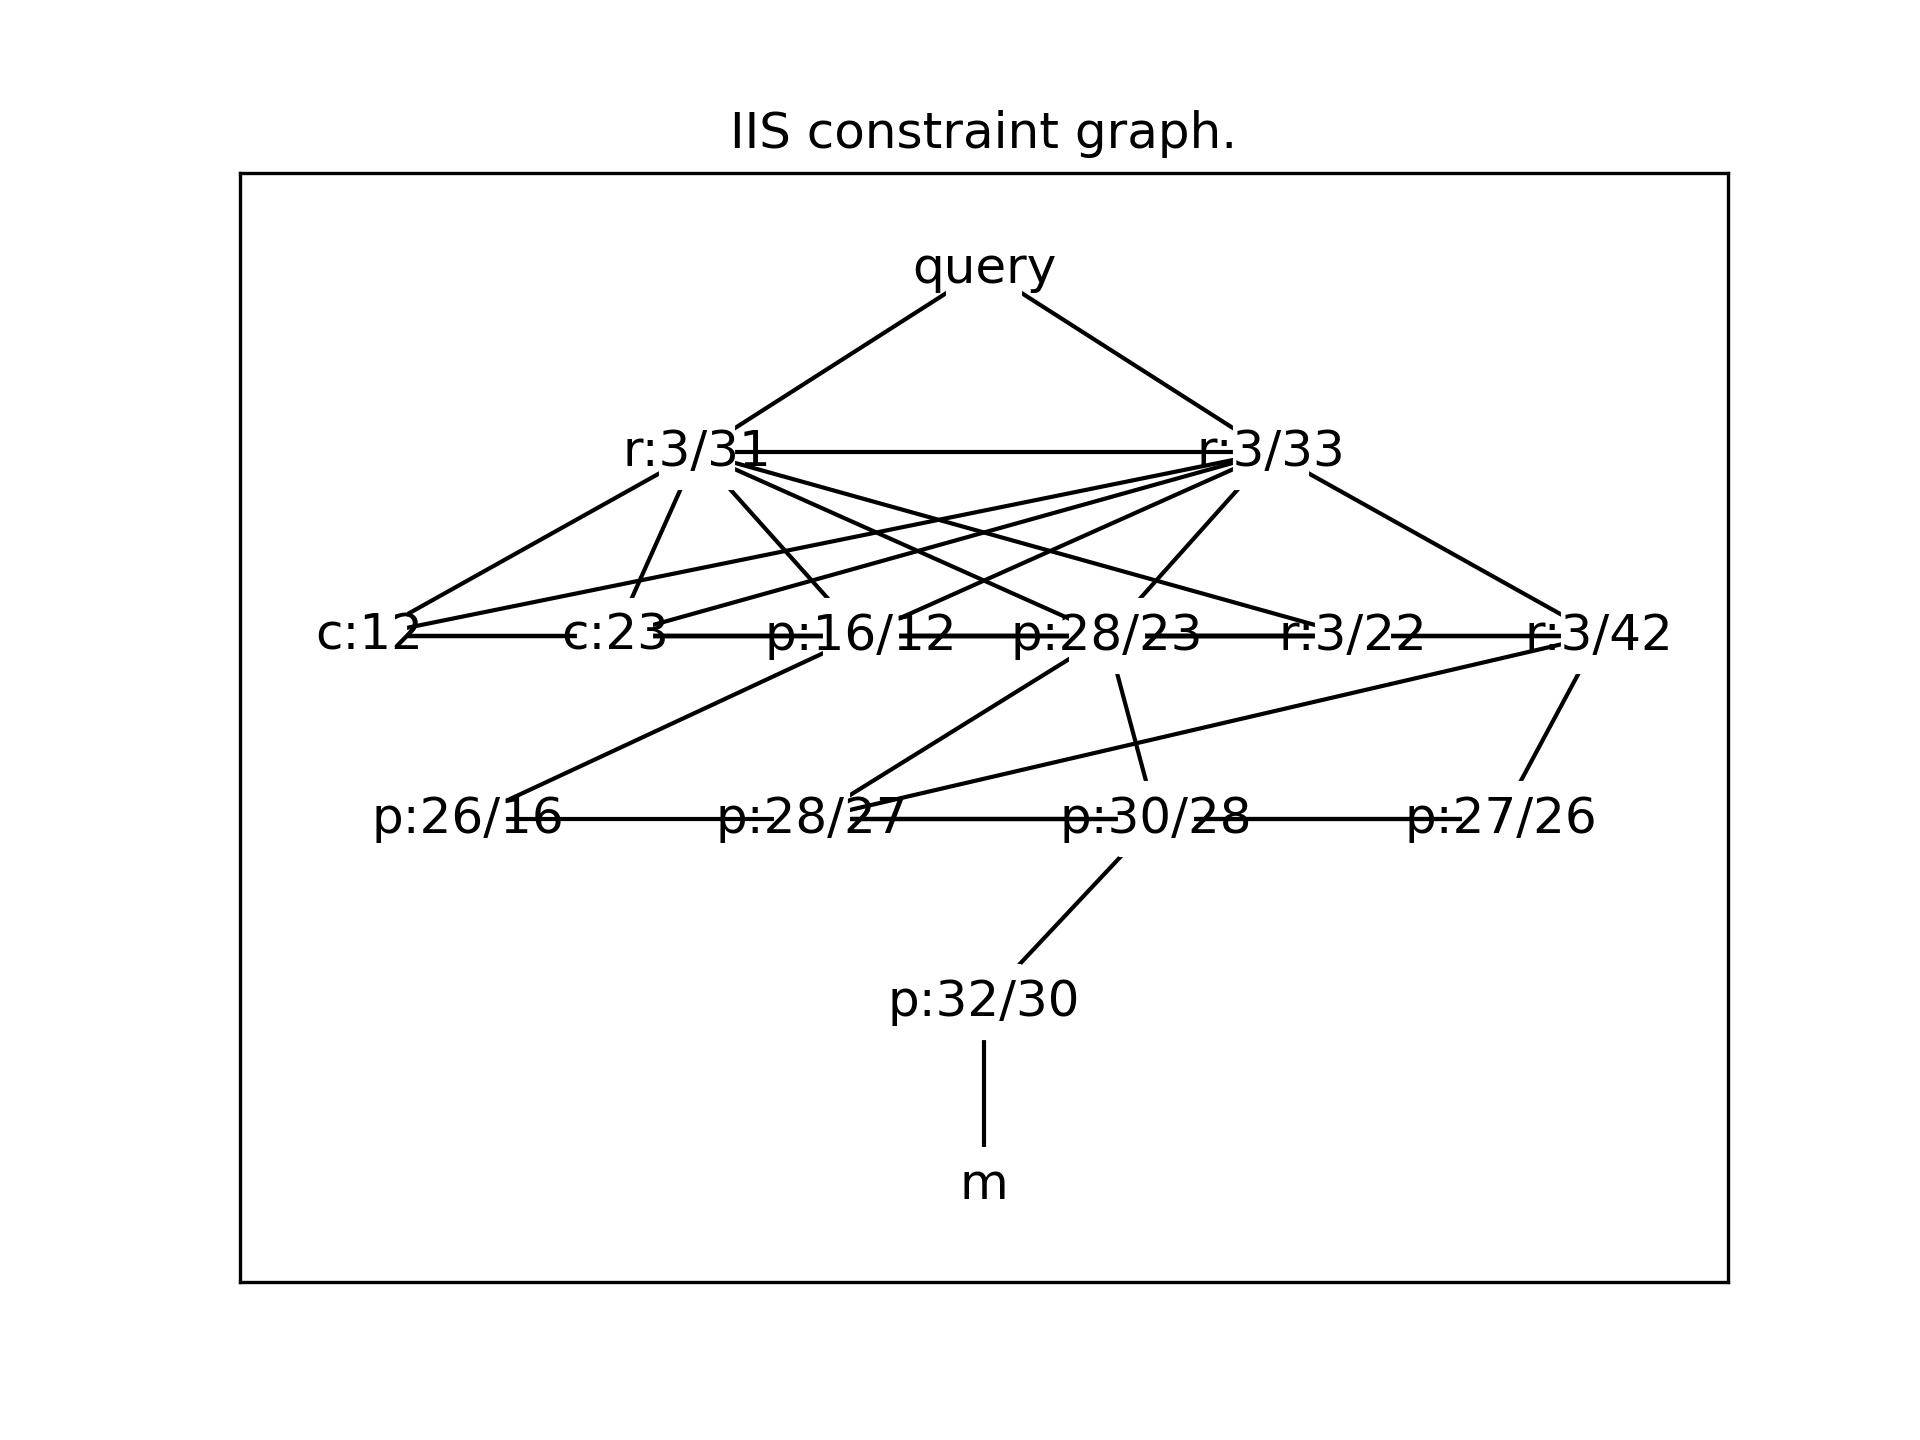 IIS constraint graph.
query
r:3/31 r:3/33
c:12 c:23 p:16/12 p:28/23 r:3/22 r:3/42
p:26/16 p:28/27 p:30/28 p:27/26
p:32/30
m